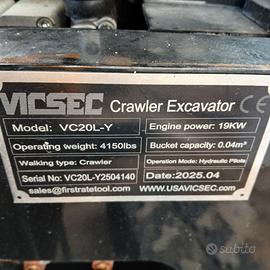 VICSEC Crawler Excavator CE
Model: VC20L-Y Engine power: 19KW
Operating weight: 4150lbs Bucket capacity: 0.04m³
Walking type: Crawler Operation Mode: Hydraulic Pilots
Serial No: VC20L-Y2504140 Date:2025.04
sales@firstratetool.com www.USAVICSEC.com
subito